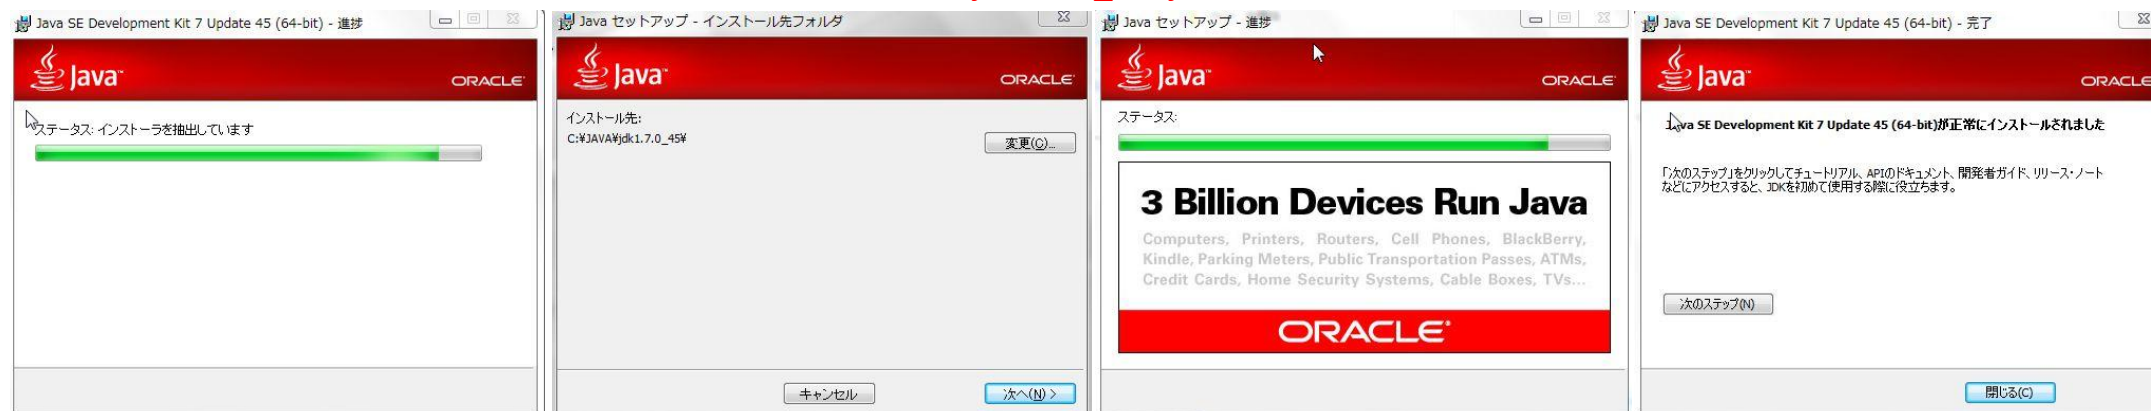 Java SE Development Kit 7 Update 45 (64-bit) - 進捗
Java
ORACLE
ステータス: インストーラを抽出しています
Java セットアップ - インストール先フォルダ
Java
ORACLE
インストール先:
C:¥JAVA¥jdk1.7.0_45¥
変更(C)...
キャンセル
次へ(N) >
Java セットアップ - 進捗
Java
ORACLE
ステータス:
3 Billion Devices Run Java
Computers, Printers, Routers, Cell Phones, BlackBerry,
Kindle, Parking Meters, Public Transportation Passes, ATMs,
Credit Cards, Home Security Systems, Cable Boxes, TVs...
ORACLE
Java SE Development Kit 7 Update 45 (64-bit) - 完了
Java
ORACLE
Java SE Development Kit 7 Update 45 (64-bit)が正常にインストールされました
「次のステップ」をクリックしてチュートリアル、APIのドキュメント、開発者ガイド、リリース・ノート
などにアクセスすると、JDKを初めて使用する際に役立ちます。
次のステップ(N)
閉じる(C)